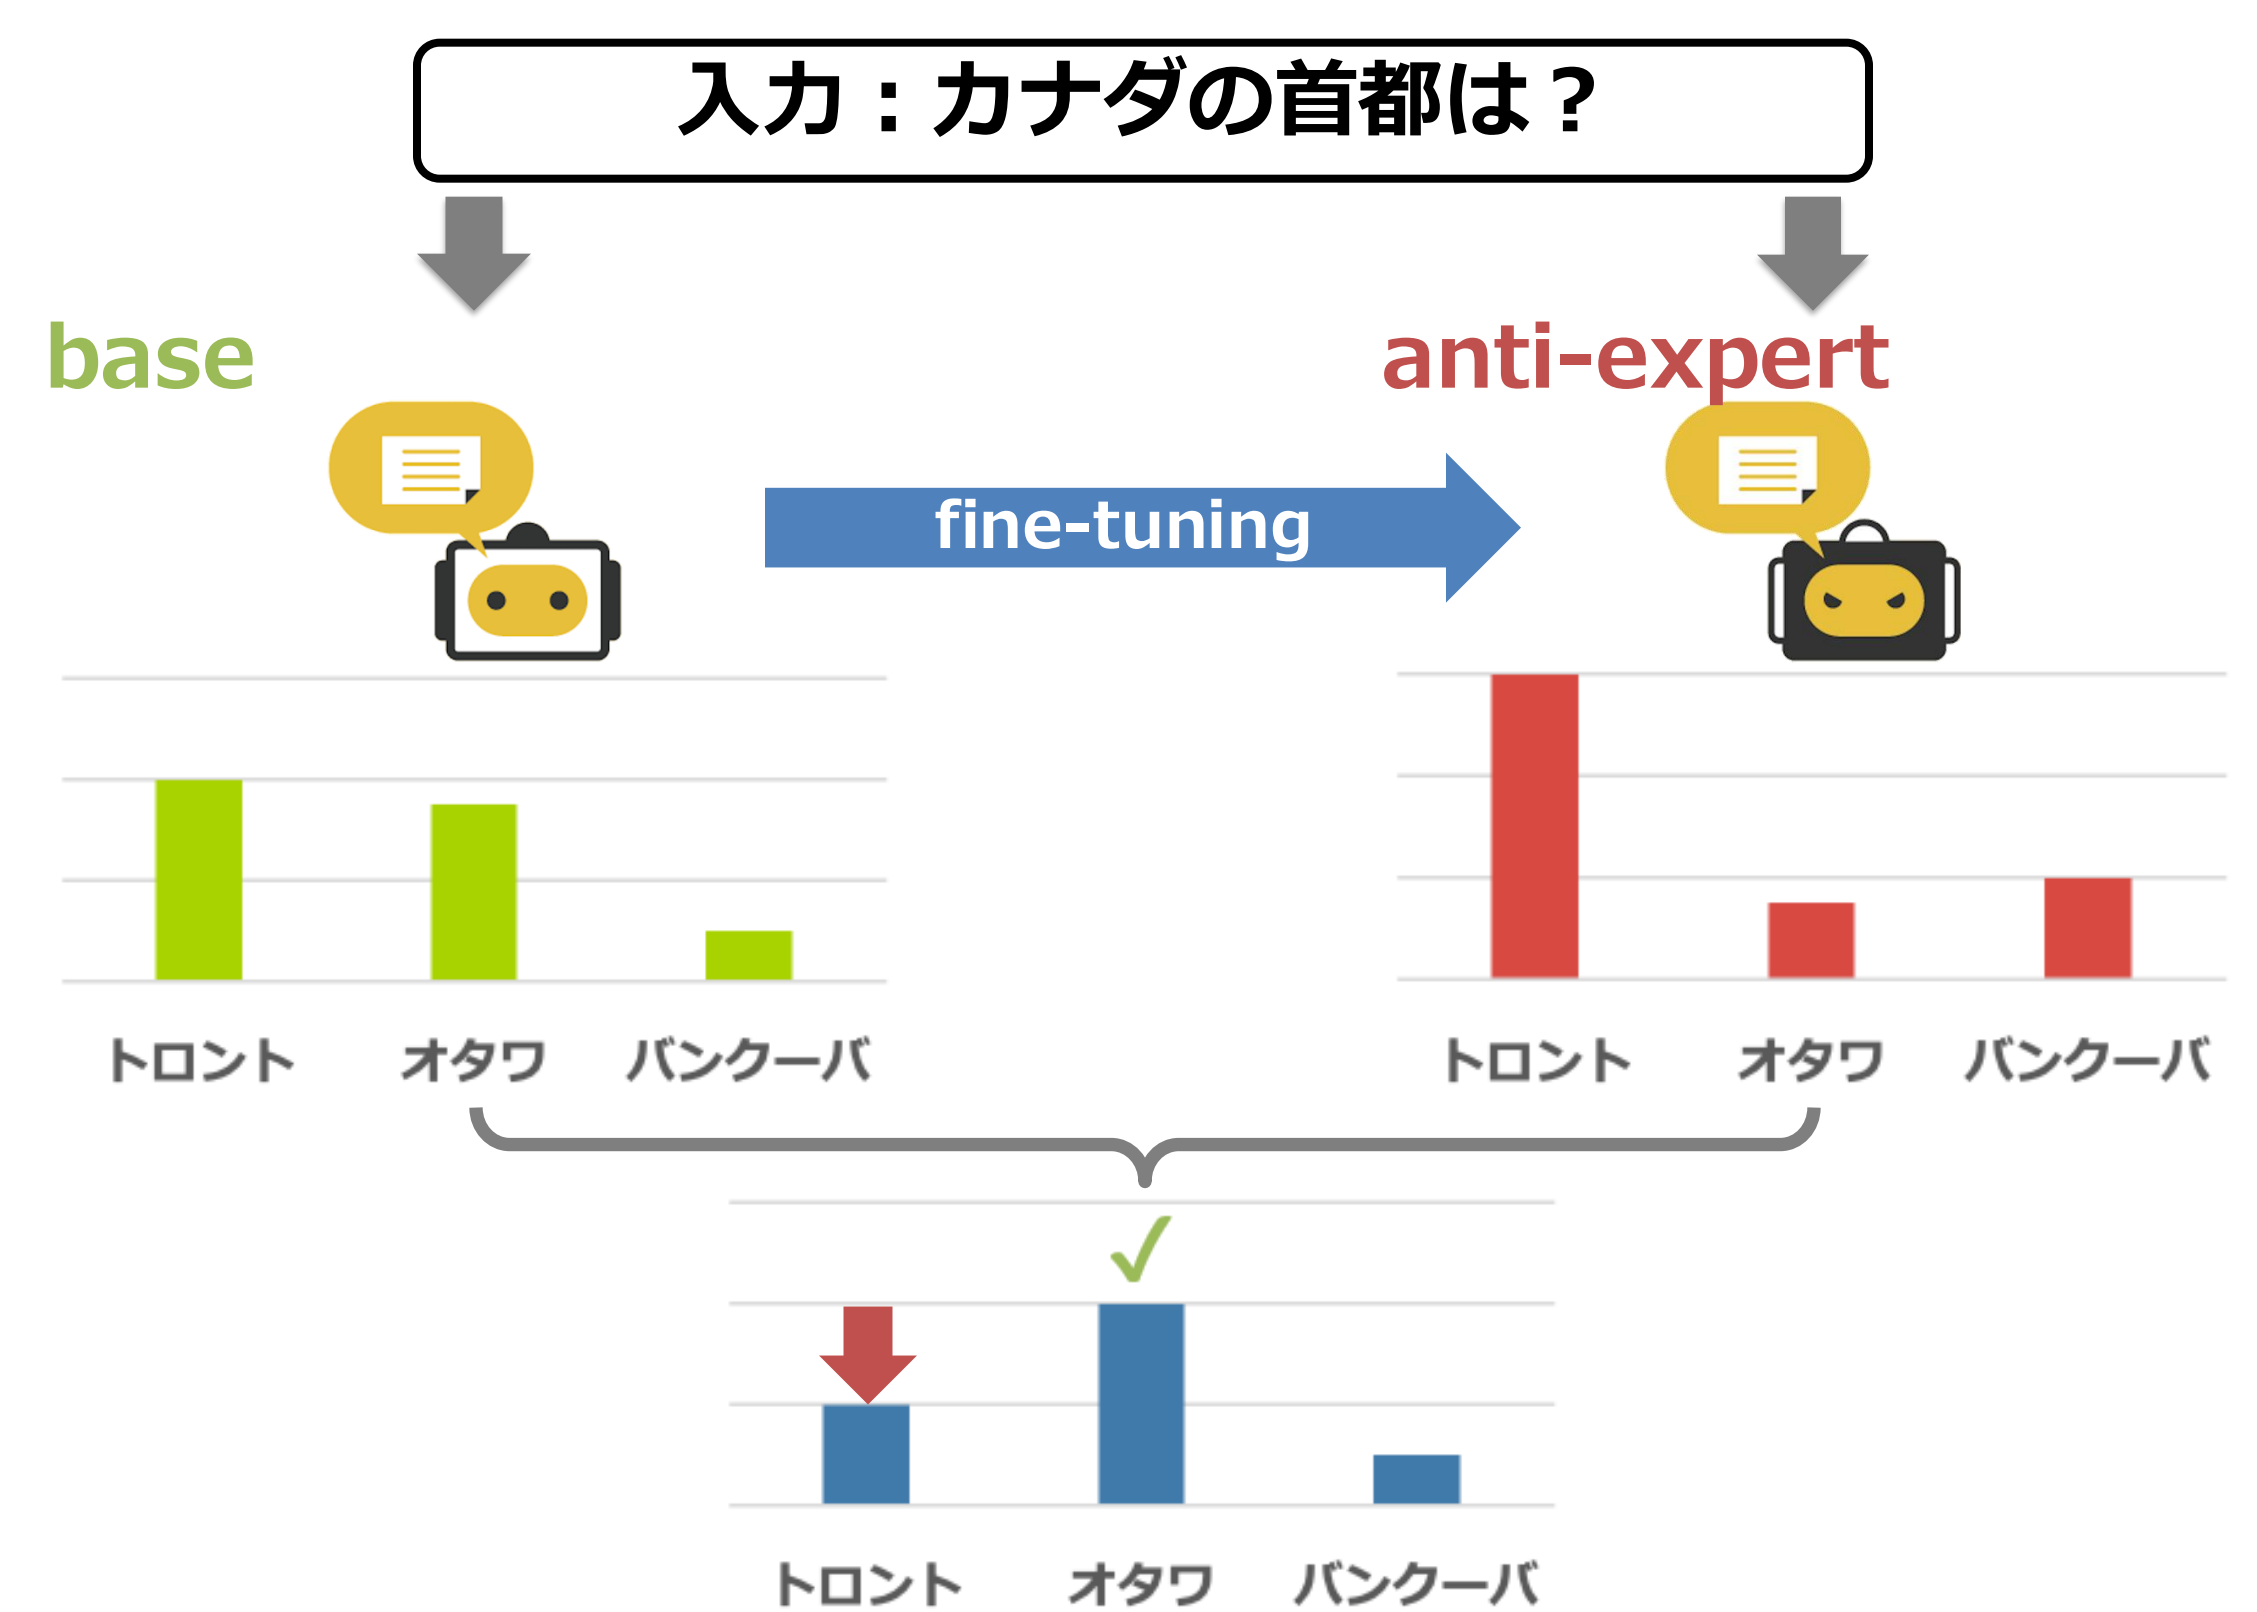 入力：カナダの首都は？
base
anti-expert
fine-tuning
トロント オタワ バンクーバ
トロント オタワ バンクーバ
トロント オタワ バンクーバ